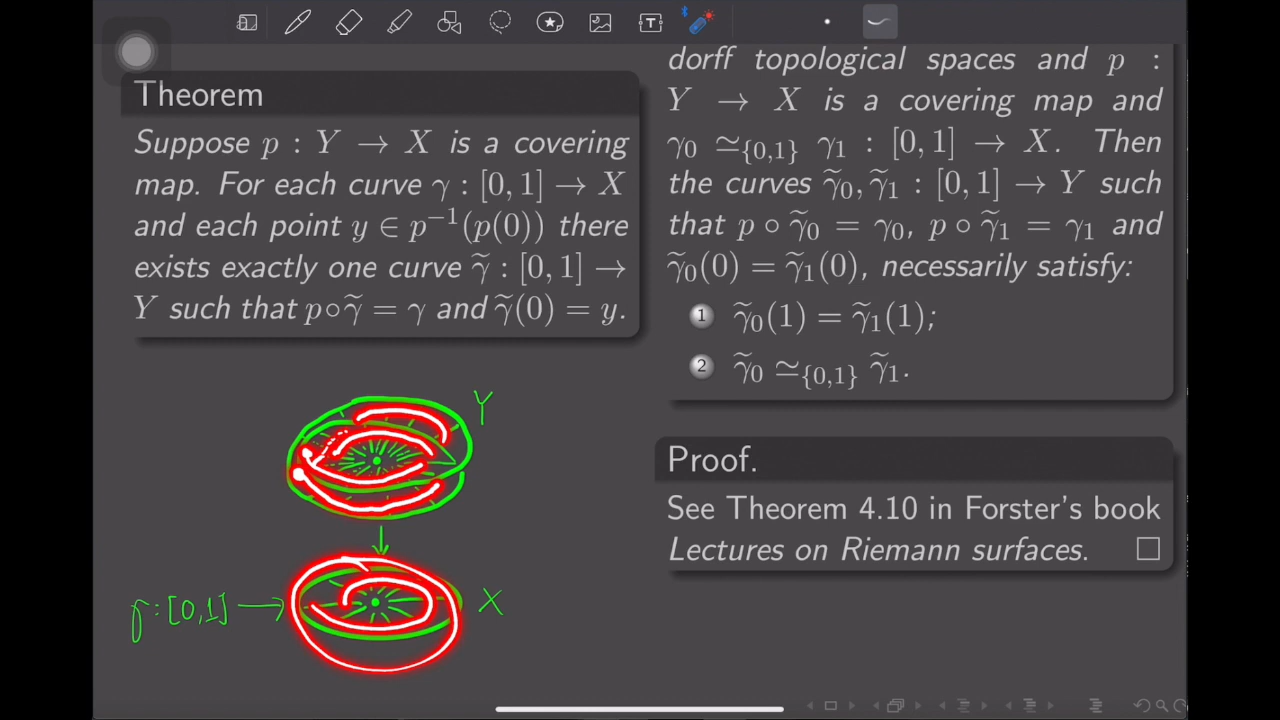 Theorem
Suppose p : Y → X is a covering
map. For each curve γ : [0, 1] → X
and each point y ∈ p⁻¹(p(0)) there
exists exactly one curve γ̃ : [0, 1] →
Y such that p∘γ̃ = γ and γ̃(0) = y.
Y
γ:[0,1] →
X
dorff topological spaces and p :
Y → X is a covering map and
γ₀ ≃_{0,1} γ₁ : [0, 1] → X. Then
the curves γ̃₀, γ̃₁ : [0, 1] → Y such
that p ∘ γ̃₀ = γ₀, p ∘ γ̃₁ = γ₁ and
γ̃₀(0) = γ̃₁(0), necessarily satisfy:
1 γ̃₀(1) = γ̃₁(1);
2 γ̃₀ ≃_{0,1} γ̃₁.
Proof.
See Theorem 4.10 in Forster's book
Lectures on Riemann surfaces. □